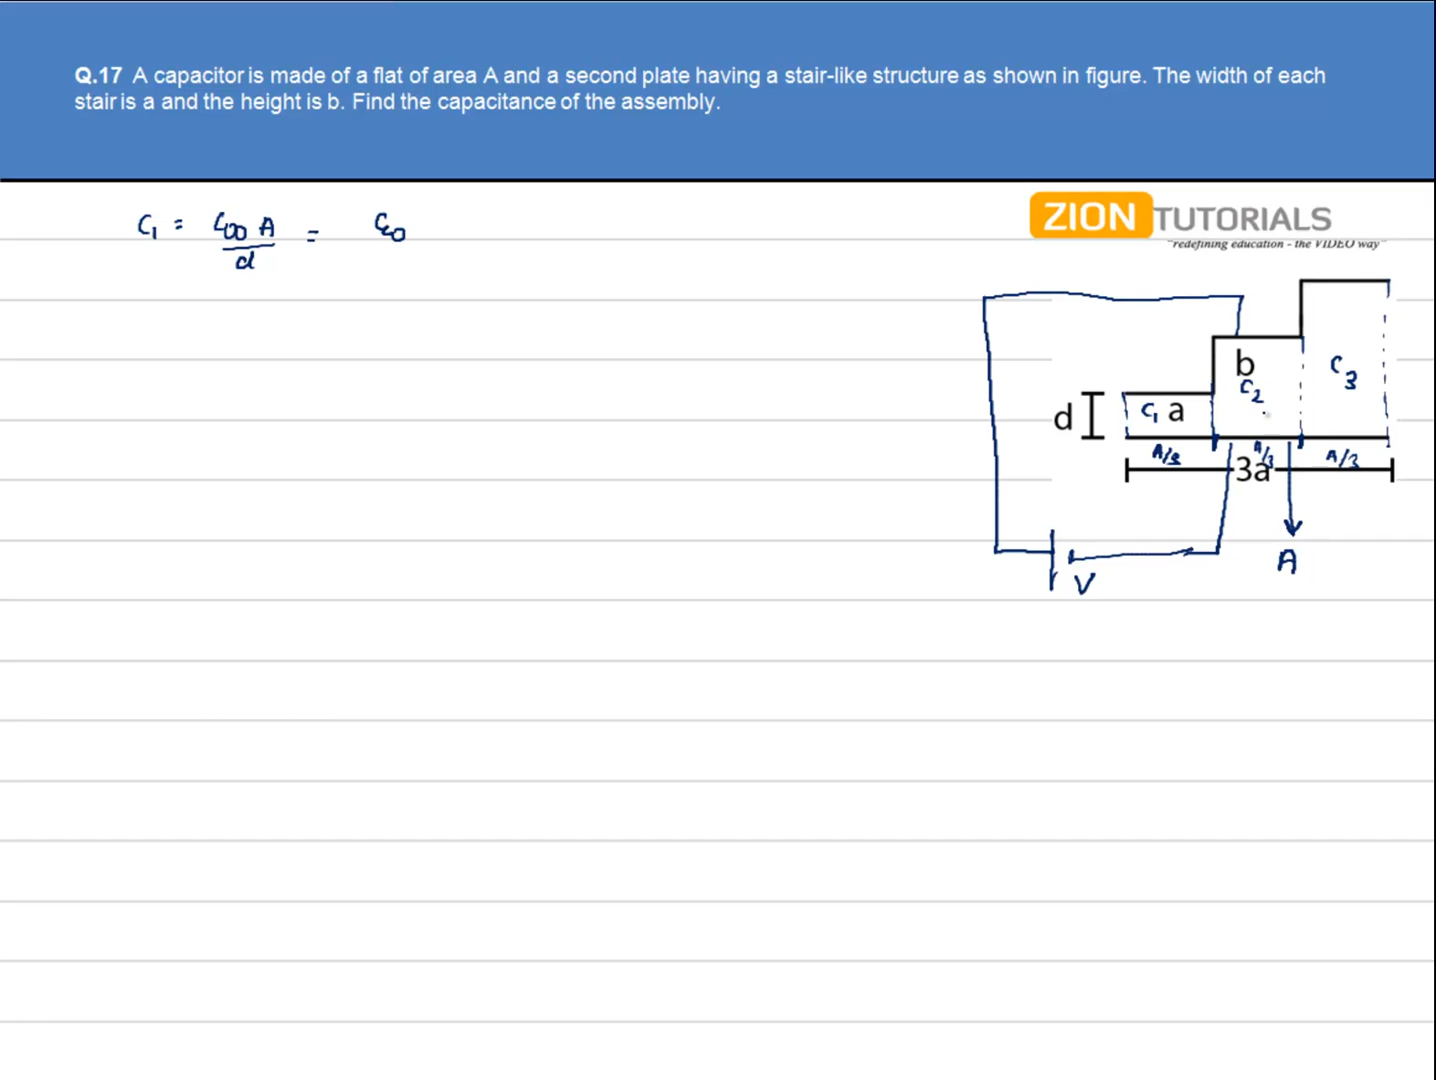 Q.17 A capacitor is made of a flat of area A and a second plate having a stair-like structure as shown in figure. The width of each
stair is a and the height is b. Find the capacitance of the assembly.
C₁ = ε₀ A / d = ε₀
ZION TUTORIALS
"redefining education - the VIDEO way"
b
C₂
C₃
d
C₁ a
A/3 A/3 A/3
3a
A
V